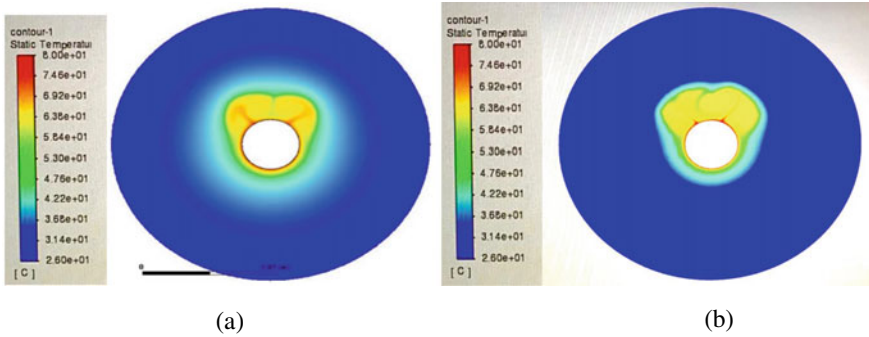 contour-1
Static Temperatur
8.00e+01
7.46e+01
6.92e+01
6.38e+01
5.84e+01
5.30e+01
4.76e+01
4.22e+01
3.68e+01
3.14e+01
2.60e+01
[ C ]
0
(a)
contour-1
Static Temperatur
8.00e+01
7.46e+01
6.92e+01
6.38e+01
5.84e+01
5.30e+01
4.76e+01
4.22e+01
3.68e+01
3.14e+01
2.60e+01
[ C ]
(b)